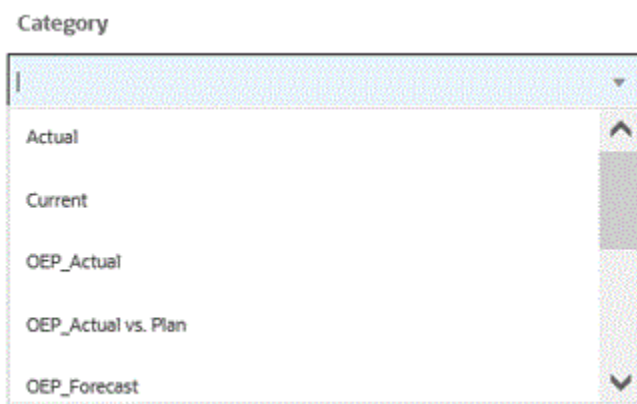 Category
Actual
Current
OEP_Actual
OEP_Actual vs. Plan
OEP_Forecast